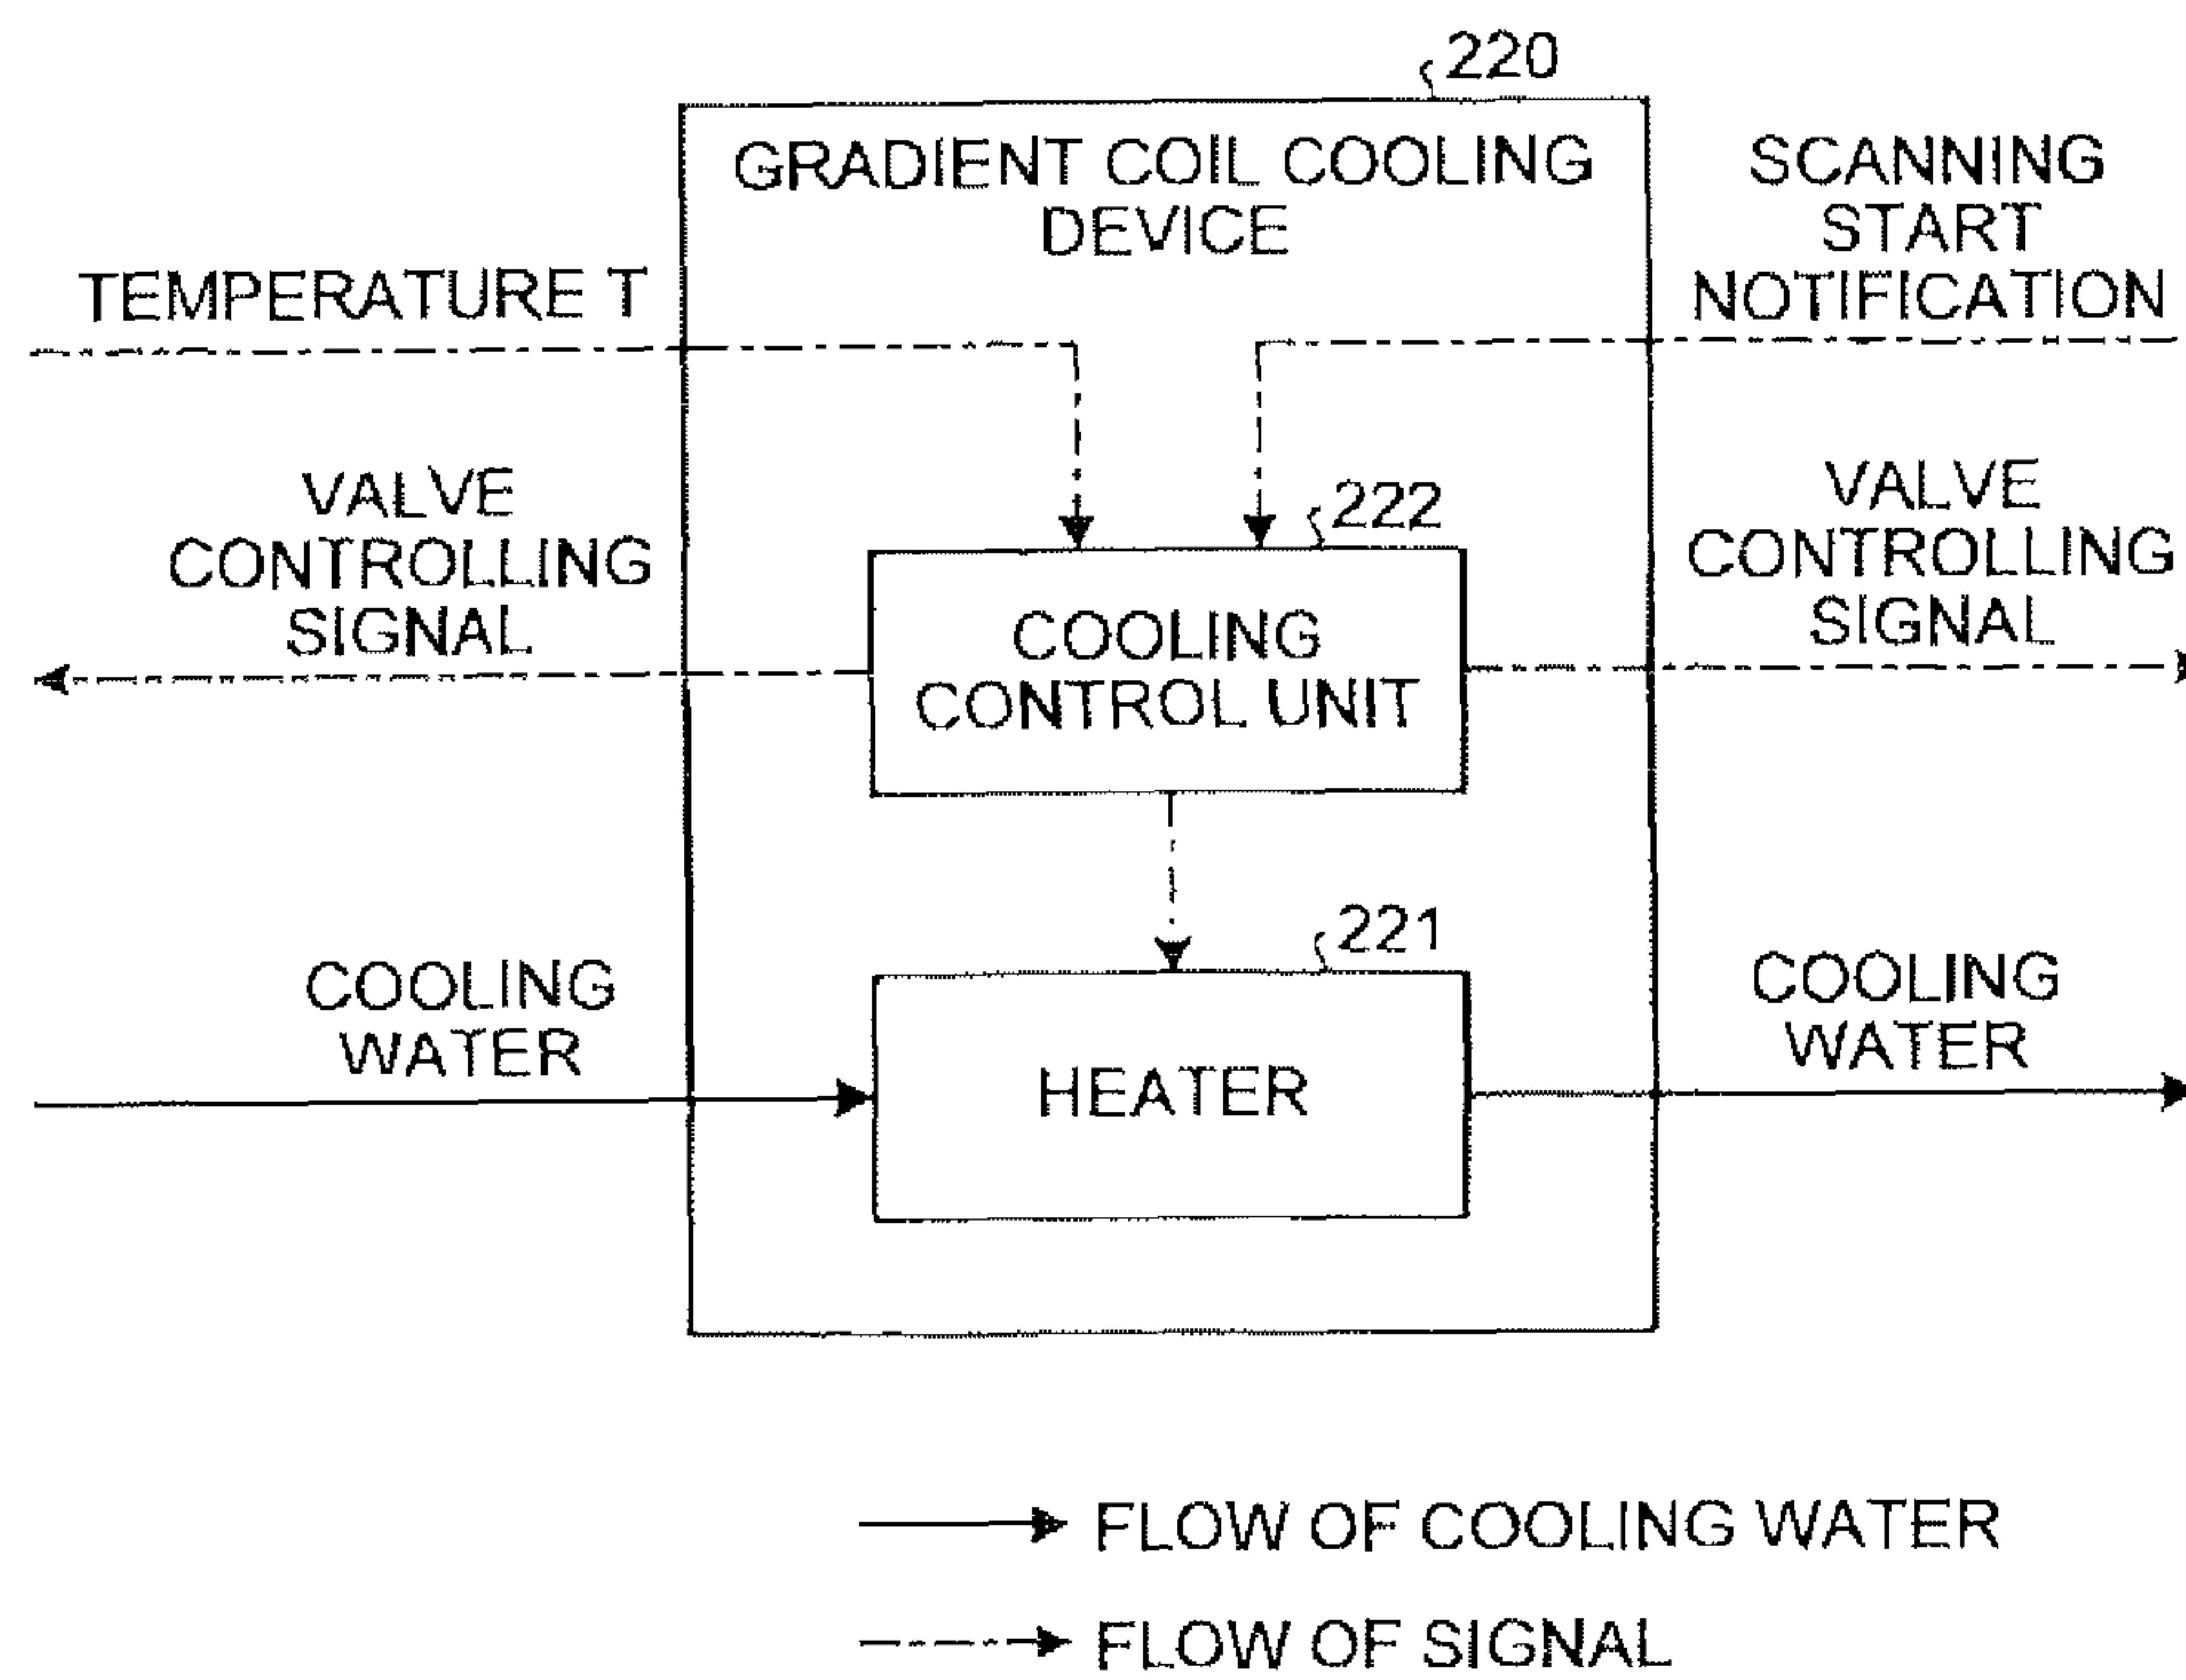 220
GRADIENT COIL COOLING
DEVICE
SCANNING
START
NOTIFICATION
TEMPERATURE T
VALVE
CONTROLLING
SIGNAL
222
COOLING
CONTROL UNIT
VALVE
CONTROLLING
SIGNAL
COOLING
WATER
221
HEATER
COOLING
WATER
FLOW OF COOLING WATER
FLOW OF SIGNAL